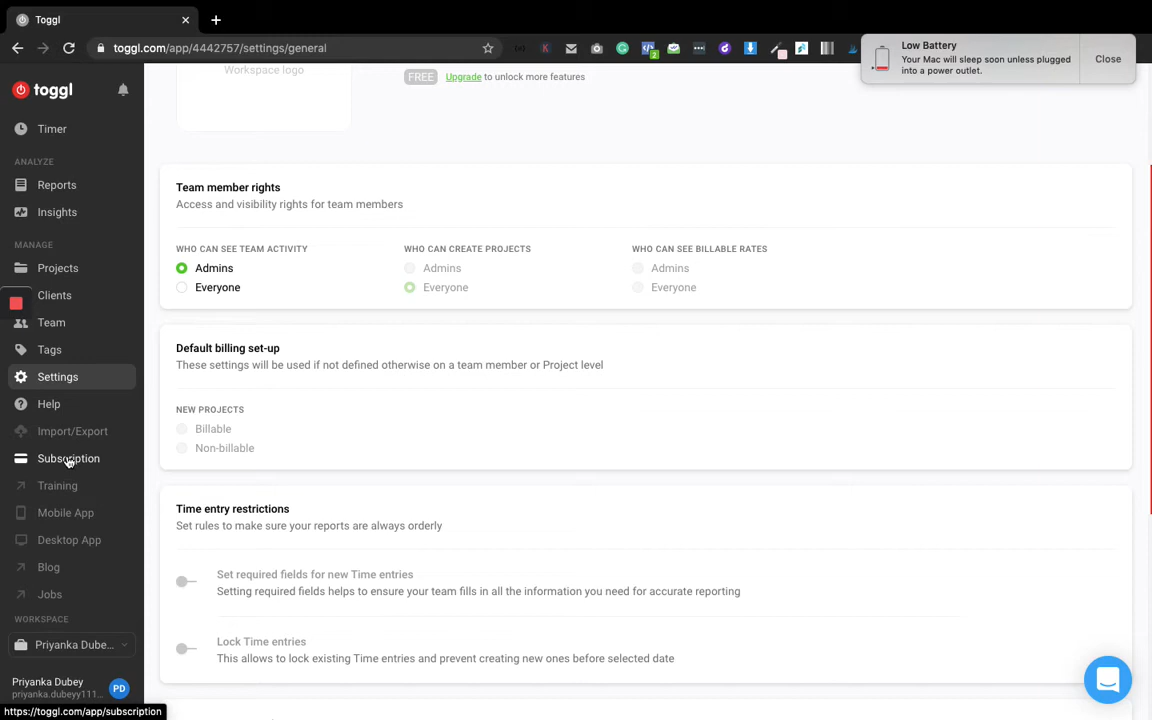 Toggl
toggl.com/app/4442757/settings/general
2
Low Battery
Your Mac will sleep soon unless plugged
into a power outlet.
Close
toggl
Timer
ANALYZE
Reports
Insights
MANAGE
Projects
Clients
Team
Tags
Settings
Help
Import/Export
Subscription
Training
Mobile App
Desktop App
Blog
Jobs
WORKSPACE
Priyanka Dube...
Priyanka Dubey
priyanka.dubeyy111...
PD
https://toggl.com/app/subscription
Workspace logo
FREE Upgrade to unlock more features
Team member rights
Access and visibility rights for team members
WHO CAN SEE TEAM ACTIVITY
Admins
Everyone
WHO CAN CREATE PROJECTS
Admins
Everyone
WHO CAN SEE BILLABLE RATES
Admins
Everyone
Default billing set-up
These settings will be used if not defined otherwise on a team member or Project level
NEW PROJECTS
Billable
Non-billable
Time entry restrictions
Set rules to make sure your reports are always orderly
Set required fields for new Time entries
Setting required fields helps to ensure your team fills in all the information you need for accurate reporting
Lock Time entries
This allows to lock existing Time entries and prevent creating new ones before selected date